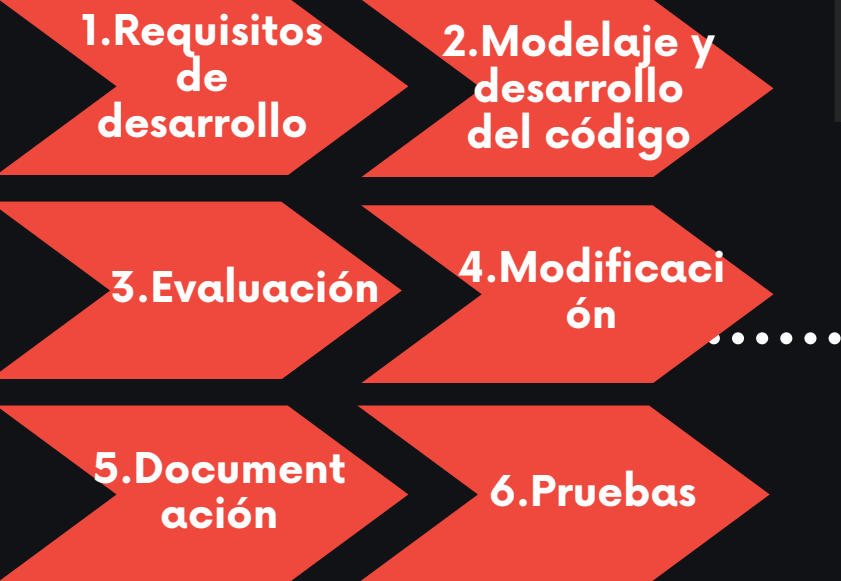 1.Requisitos
de
desarrollo
2.Modelaje y
desarrollo
del código
3.Evaluación
4.Modificaci
ón
5.Document
ación
6.Pruebas